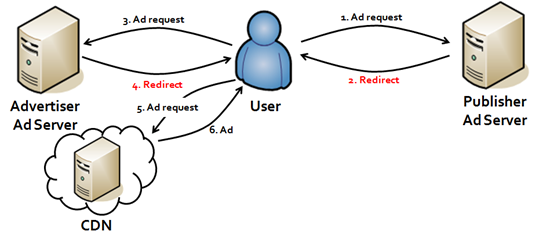 3. Ad request
1. Ad request
4. Redirect
2. Redirect
Advertiser
Ad Server
5. Ad request
User
Publisher
Ad Server
6. Ad
CDN